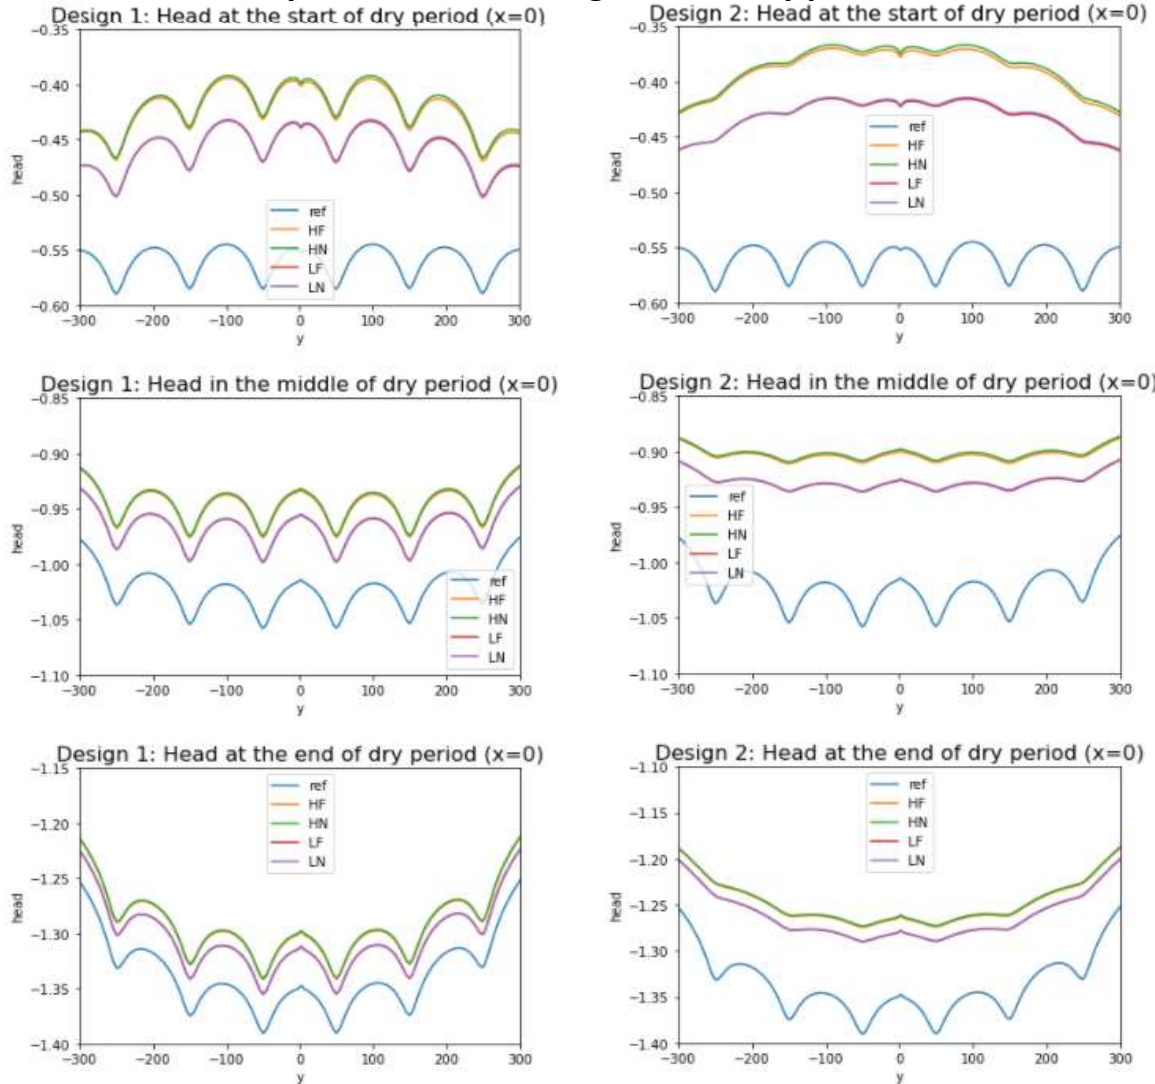 Design 1: Head at the start of dry period (x=0)
head
−0.35
−0.40
−0.45
−0.50
−0.55
−0.60
ref
HF
HN
LF
LN
−300
−200
−100
0
100
200
300
y
Design 2: Head at the start of dry period (x=0)
head
−0.35
−0.40
−0.45
−0.50
−0.55
−0.60
ref
HF
HN
LF
LN
−300
−200
−100
0
100
200
300
y
Design 1: Head in the middle of dry period (x=0)
head
−0.85
−0.90
−0.95
−1.00
−1.05
−1.10
ref
HF
HN
LF
LN
−300
−200
−100
0
100
200
300
y
Design 2: Head in the middle of dry period (x=0)
head
−0.85
−0.90
−0.95
−1.00
−1.05
−1.10
ref
HF
HN
LF
LN
−300
−200
−100
0
100
200
300
y
Design 1: Head at the end of dry period (x=0)
head
−1.15
−1.20
−1.25
−1.30
−1.35
−1.40
ref
HF
HN
LF
LN
−300
−200
−100
0
100
200
300
y
Design 2: Head at the end of dry period (x=0)
head
−1.10
−1.15
−1.20
−1.25
−1.30
−1.35
−1.40
ref
HF
HN
LF
LN
−300
−200
−100
0
100
200
300
y